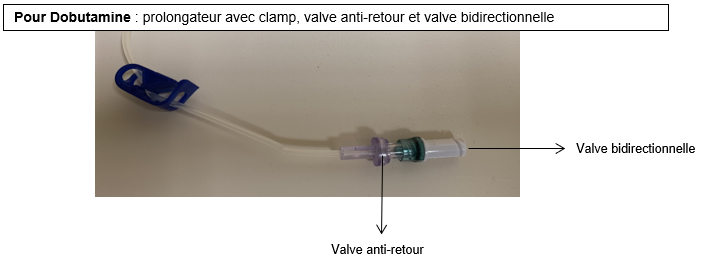 Pour Dobutamine : prolongateur avec clamp, valve anti-retour et valve bidirectionnelle
Valve bidirectionnelle
Valve anti-retour